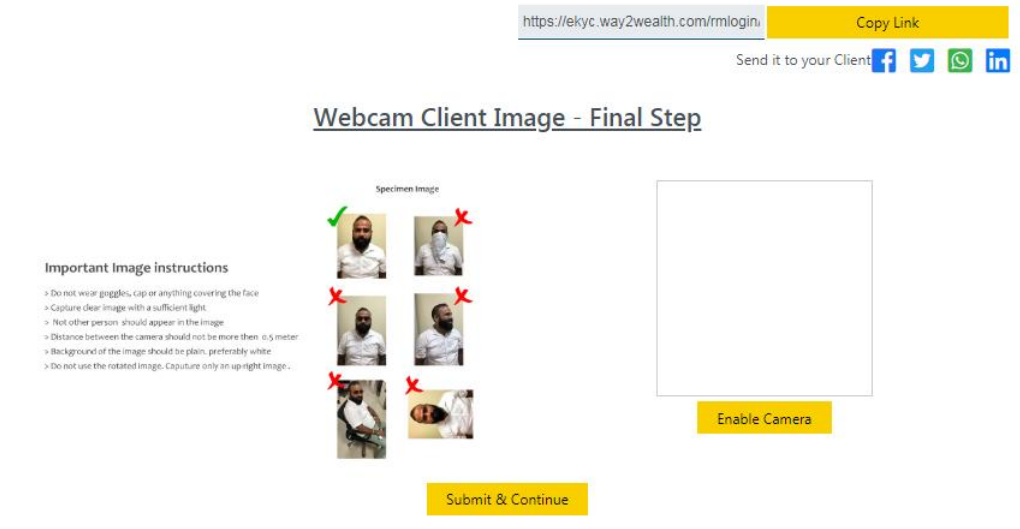 https://ekyc.way2wealth.com/rmlogin/
Copy Link
Send it to your Client
Webcam Client Image - Final Step
Specimen Image
Important Image instructions
> Do not wear goggles, cap or anything covering the face
> Capture clear image with a sufficient light
> Not other person should appear in the image
> Distance between the camera should not be more then 0.5 meter
> Background of the image should be plain. preferably white
> Do not use the rotated image. Caputure only an up-right image .
Enable Camera
Submit & Continue